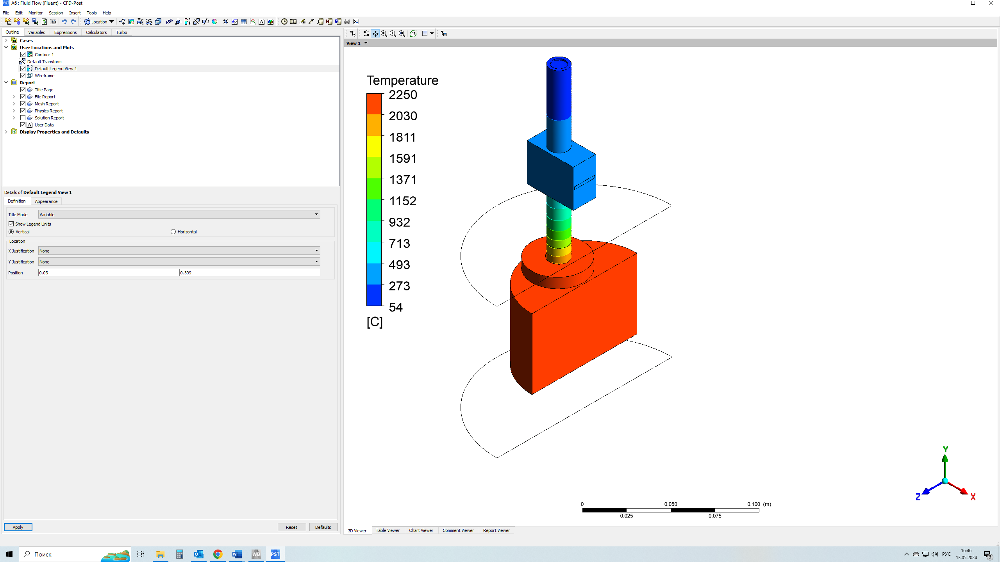 A6 : Fluid Flow (Fluent) - CFD-Post
File Edit Monitor Session Insert Tools Help
Location
Outline Variables Expressions Calculators Turbo
Cases
User Locations and Plots
Contour 1
Default Transform
Default Legend View 1
Wireframe
Report
Title Page
File Report
Mesh Report
Physics Report
Solution Report
User Data
Display Properties and Defaults
Details of Default Legend View 1
Definition Appearance
Title Mode Variable
Show Legend Units
Vertical Horizontal
Location
X Justification None
Y Justification None
Position 0.03 0.399
Apply Reset Defaults
View 1
Temperature
2250
2030
1811
1591
1371
1152
932
713
493
273
54
[C]
Y
Z X
0 0.050 0.100 (m)
0.025 0.075
3D Viewer Table Viewer Chart Viewer Comment Viewer Report Viewer
Поиск
WB PST
РУС
16:46
13.05.2024
3